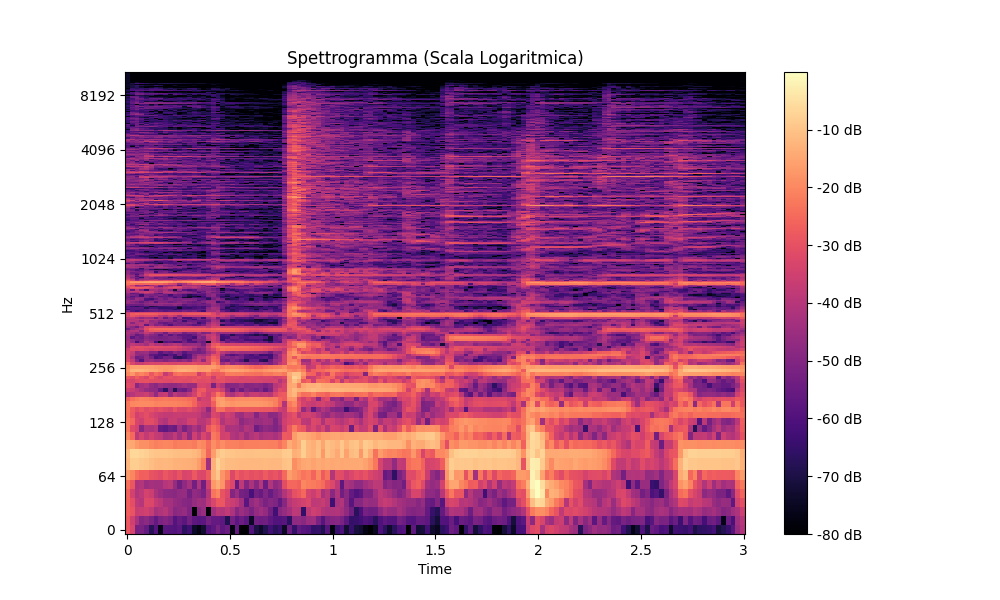 Spettrogramma (Scala Logaritmica)
Hz
8192
4096
2048
1024
512
256
128
64
0
0
0.5
1
1.5
2
2.5
3
Time
-10 dB
-20 dB
-30 dB
-40 dB
-50 dB
-60 dB
-70 dB
-80 dB